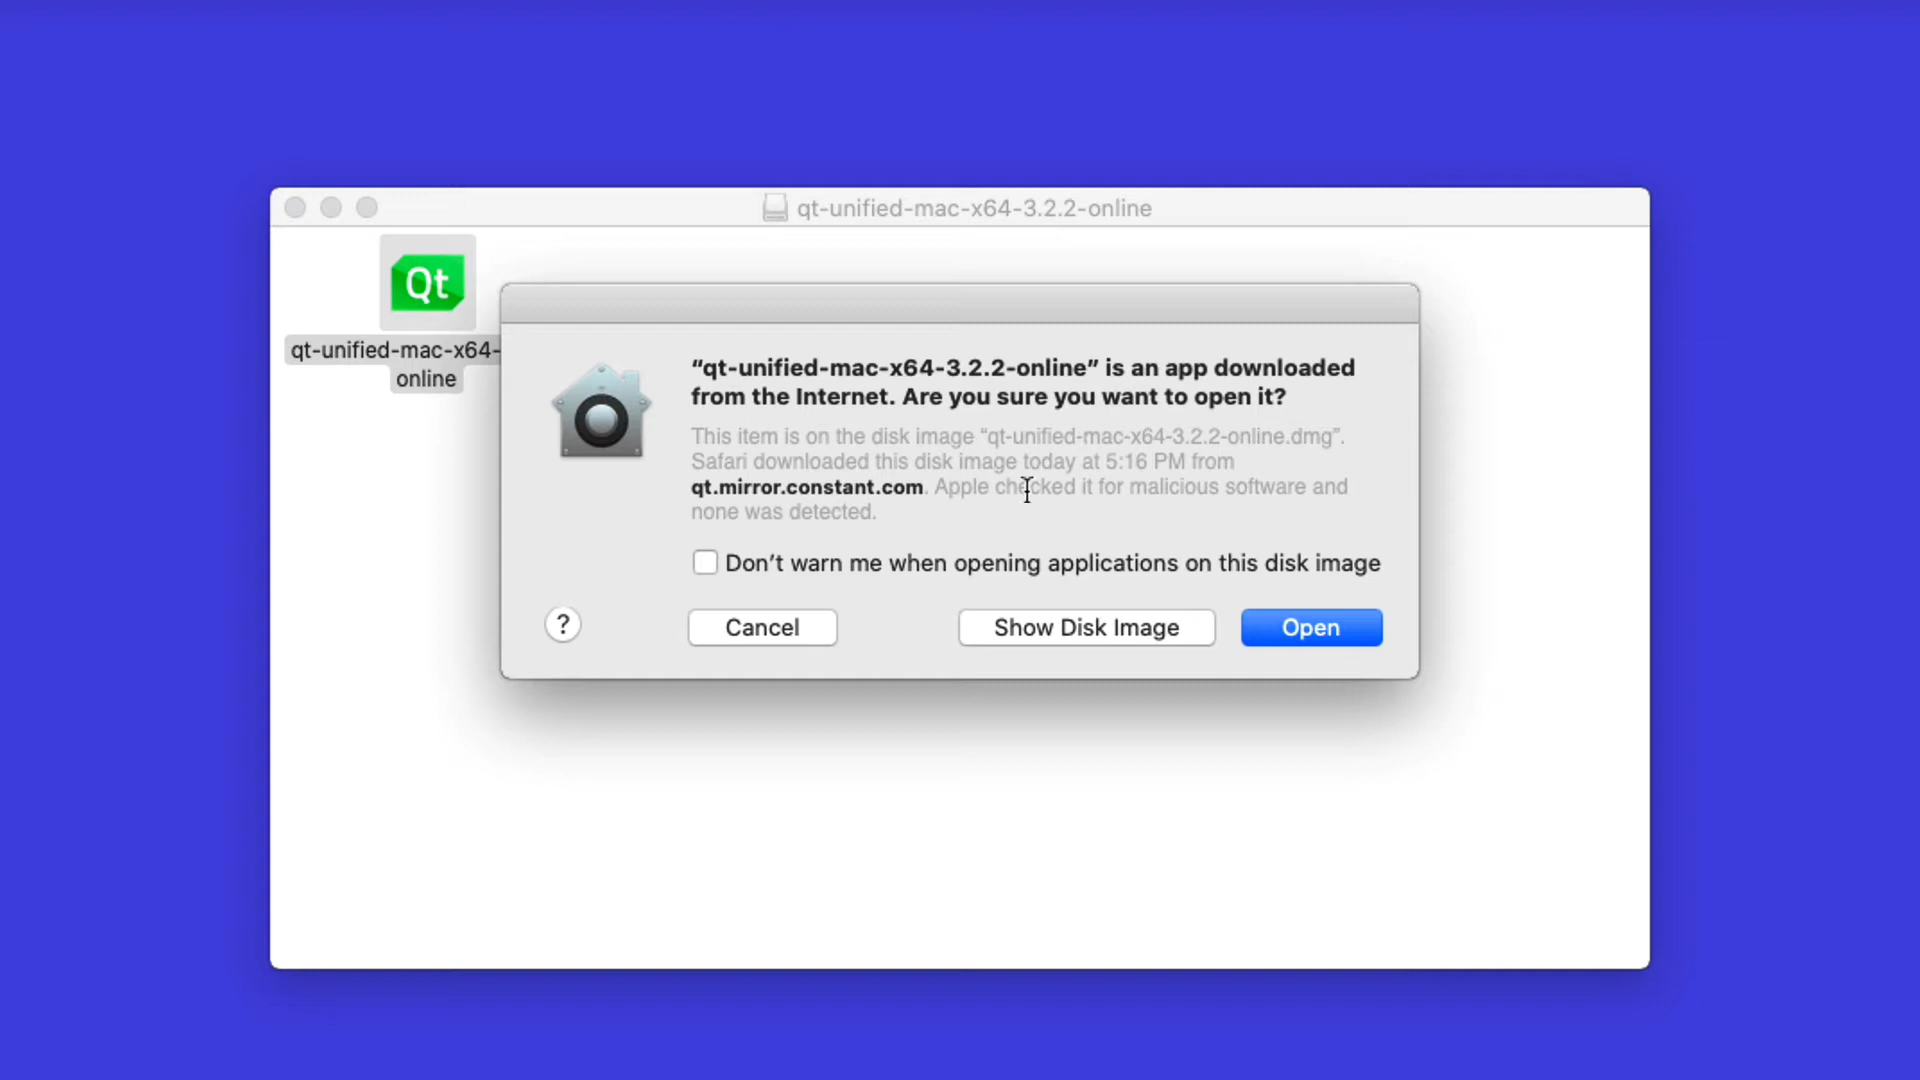 qt-unified-mac-x64-3.2.2-online
Qt
qt-unified-mac-x64-
online
“qt-unified-mac-x64-3.2.2-online” is an app downloaded
from the Internet. Are you sure you want to open it?
This item is on the disk image “qt-unified-mac-x64-3.2.2-online.dmg”.
Safari downloaded this disk image today at 5:16 PM from
qt.mirror.constant.com. Apple checked it for malicious software and
none was detected.
Don’t warn me when opening applications on this disk image
?
Cancel
Show Disk Image
Open